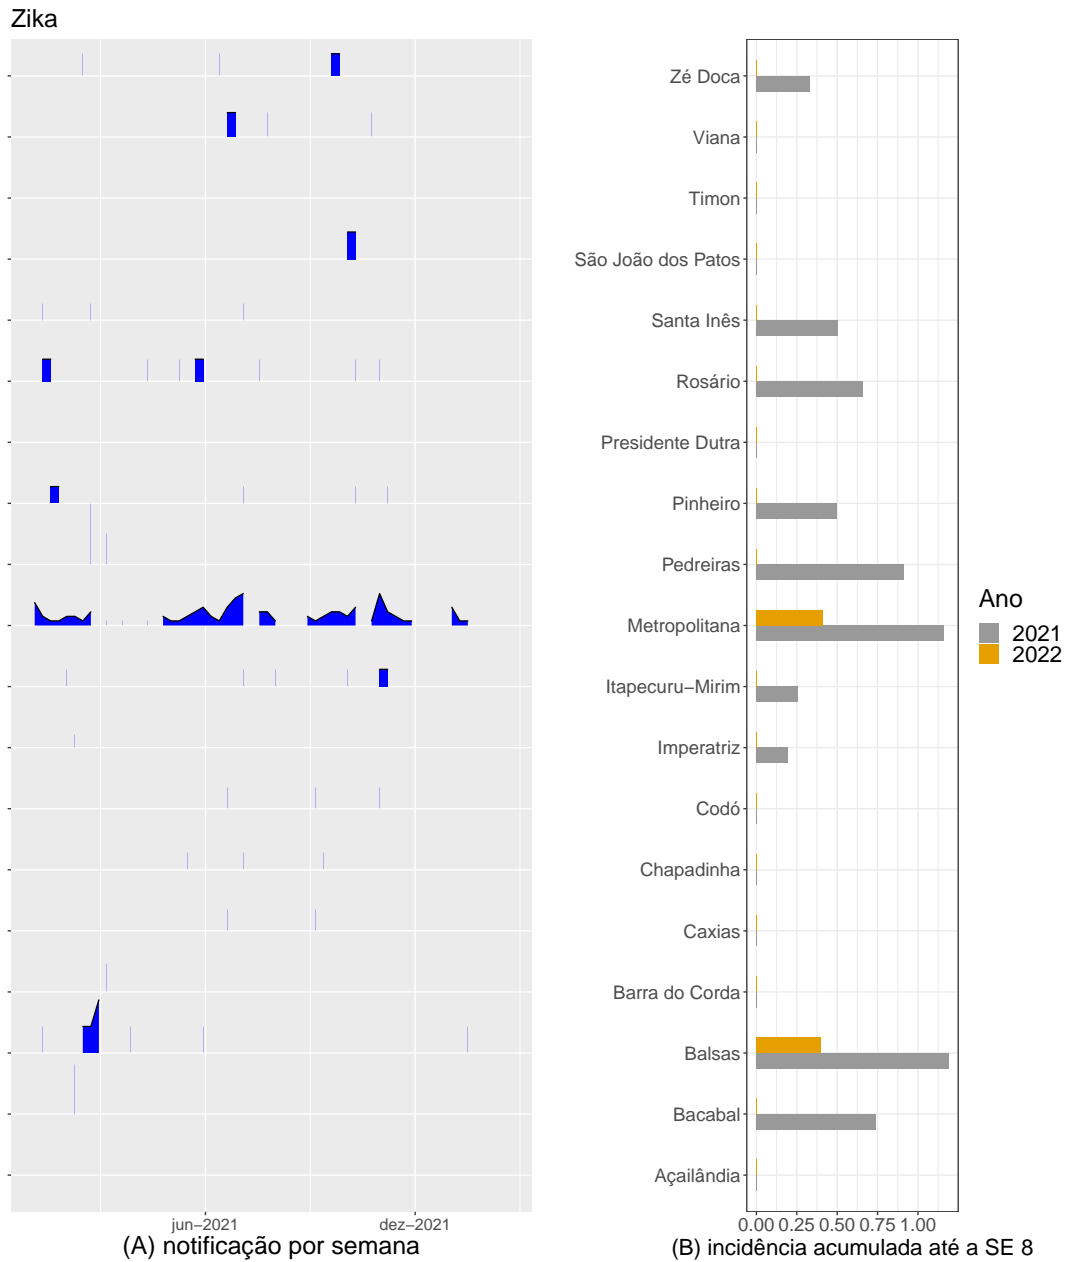 Zika
Zé Doca
Viana
Timon
São João dos Patos
Santa Inês
Rosário
Presidente Dutra
Pinheiro
Pedreiras
Metropolitana
Itapecuru−Mirim
Imperatriz
Codó
Chapadinha
Caxias
Barra do Corda
Balsas
Bacabal
Açailândia
Ano
2021
2022
jun−2021 dez−2021
0.00 0.25 0.50 0.75 1.00
(A) notificação por semana
(B) incidência acumulada até a SE 8